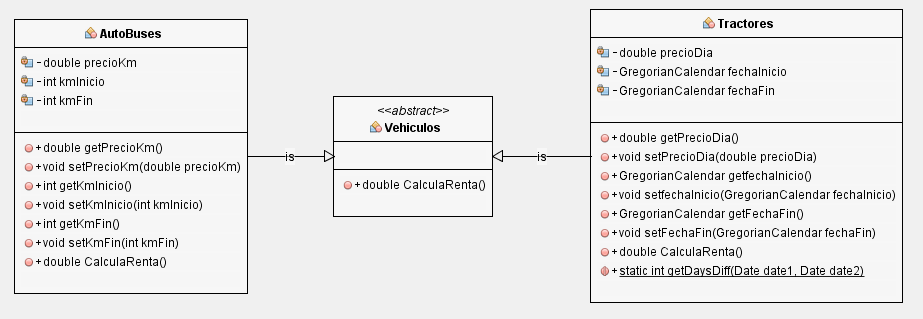 AutoBuses
- double precioKm
- int kmInicio
- int kmFin
+ double getPrecioKm()
+ void setPrecioKm(double precioKm)
+ int getKmInicio()
+ void setKmInicio(int kmInicio)
+ int getKmFin()
+ void setKmFin(int kmFin)
+ double CalculaRenta()
is
<<abstract>>
Vehiculos
+ double CalculaRenta()
is
Tractores
- double precioDia
- GregorianCalendar fechaInicio
- GregorianCalendar fechaFin
+ double getPrecioDia()
+ void setPrecioDia(double precioDia)
+ GregorianCalendar getfechaInicio()
+ void setfechaInicio(GregorianCalendar fechaInicio)
+ GregorianCalendar getFechaFin()
+ void setFechaFin(GregorianCalendar fechaFin)
+ double CalculaRenta()
+ static int getDaysDiff(Date date1, Date date2)